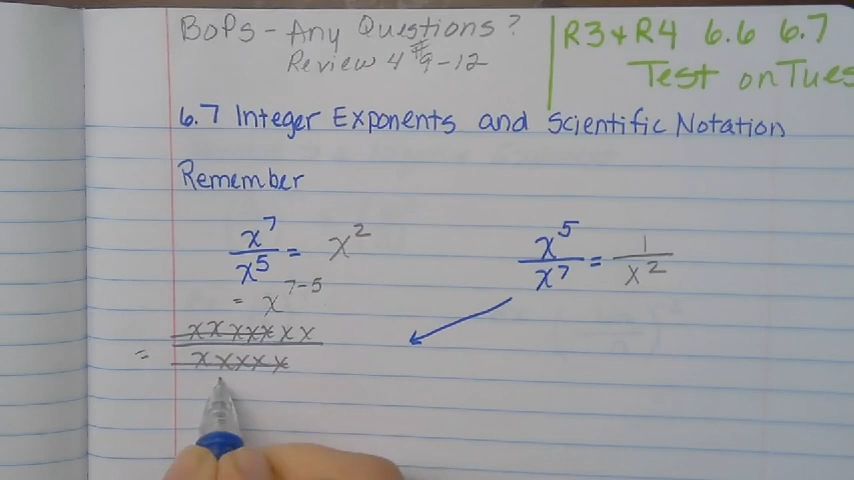 BOPS - Any Questions?
Review 4 #9-12
R3 + R4 6.6 6.7
Test on Tues
6.7 Integer Exponents and Scientific Notation
Remember
x^7/x^5 = x^2
= x^{7-5}
= xxxxxxx/xxxxx
x^5/x^7 = 1/x^2